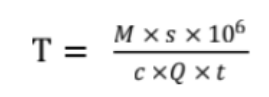 T = M × s × 10⁶
c ×Q × t